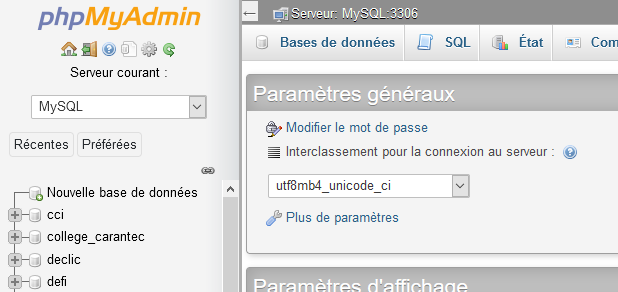 phpMyAdmin
Serveur courant :
MySQL
Récentes Préférées
Nouvelle base de données
cci
college_carantec
declic
defi
Serveur: MySQL:3306
Bases de données SQL État Com
Paramètres généraux
Modifier le mot de passe
Interclassement pour la connexion au serveur :
utf8mb4_unicode_ci
Plus de paramètres
Paramètres d'affichage